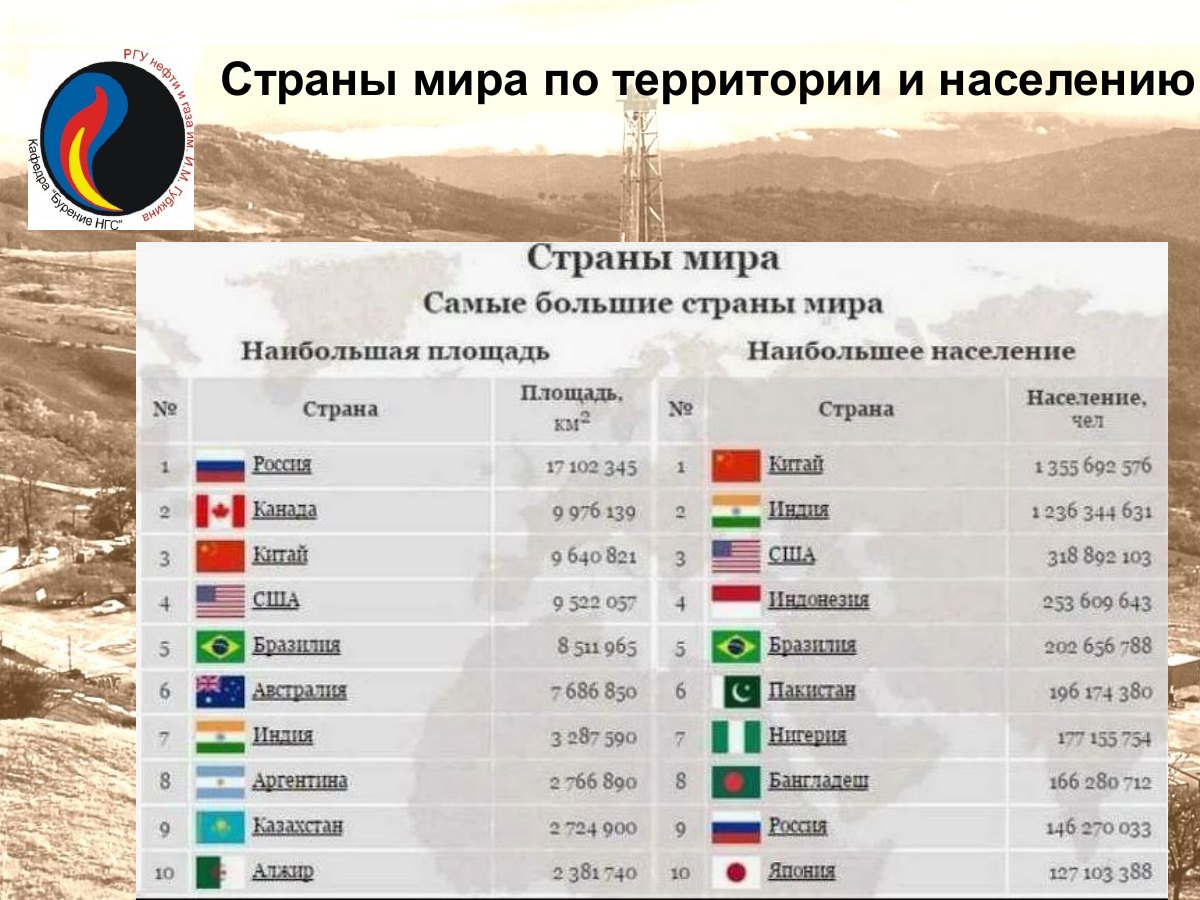 РГУ нефти и газа им. И.М. Губкина
Кафедра "Бурение НГС"
Страны мира по территории и населению
Страны мира
Самые большие страны мира
Наибольшая площадь Наибольшее население
№ Страна Площадь, км² № Страна Население, чел
1 Россия 17 102 345 1 Китай 1 355 692 576
2 Канада 9 976 139 2 Индия 1 236 344 631
3 Китай 9 640 821 3 США 318 892 103
4 США 9 522 057 4 Индонезия 253 609 643
5 Бразилия 8 511 965 5 Бразилия 202 656 788
6 Австралия 7 686 850 6 Пакистан 196 174 380
7 Индия 3 287 590 7 Нигерия 177 155 754
8 Аргентина 2 766 890 8 Бангладеш 166 280 712
9 Казахстан 2 724 900 9 Россия 146 270 033
10 Алжир 2 381 740 10 Япония 127 103 388